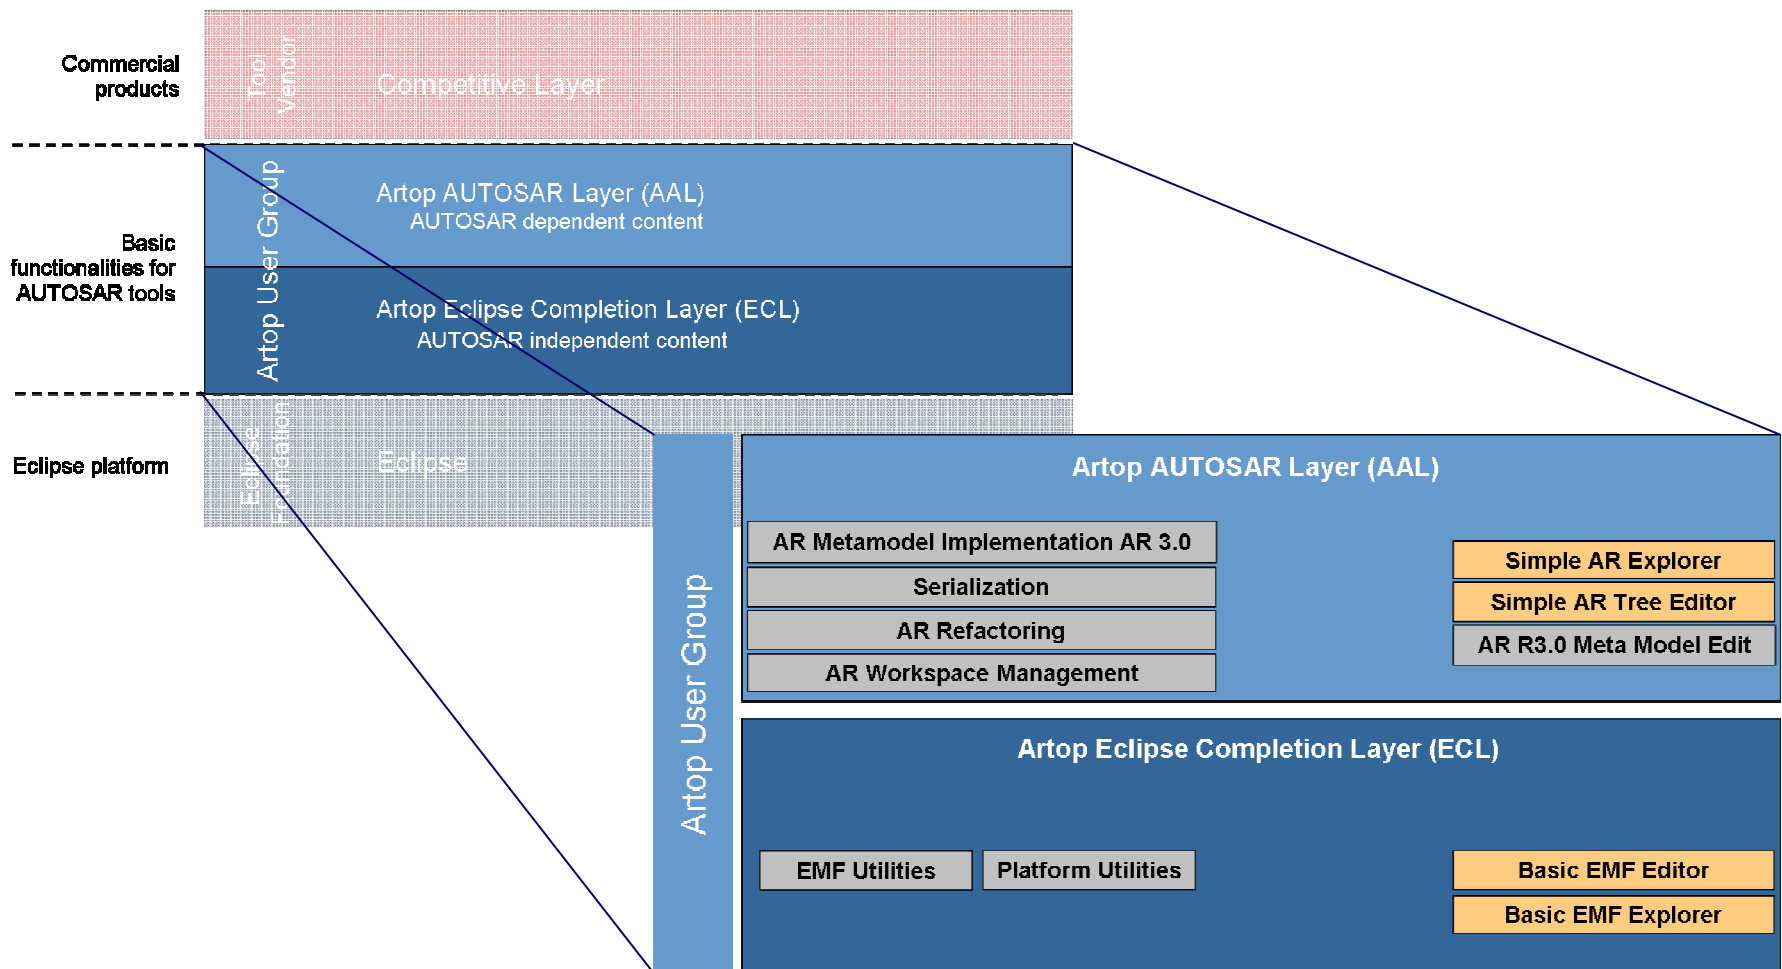 Commercial
products
Tool
Vendor
Competitive Layer
Basic
functionalities for
AUTOSAR tools
Artop User Group
Artop AUTOSAR Layer (AAL)
AUTOSAR dependent content
Artop Eclipse Completion Layer (ECL)
AUTOSAR independent content
Eclipse platform
Eclipse
Foundation
Eclipse
Artop User Group
Artop AUTOSAR Layer (AAL)
AR Metamodel Implementation AR 3.0
Serialization
AR Refactoring
AR Workspace Management
Simple AR Explorer
Simple AR Tree Editor
AR R3.0 Meta Model Edit
Artop Eclipse Completion Layer (ECL)
EMF Utilities
Platform Utilities
Basic EMF Editor
Basic EMF Explorer